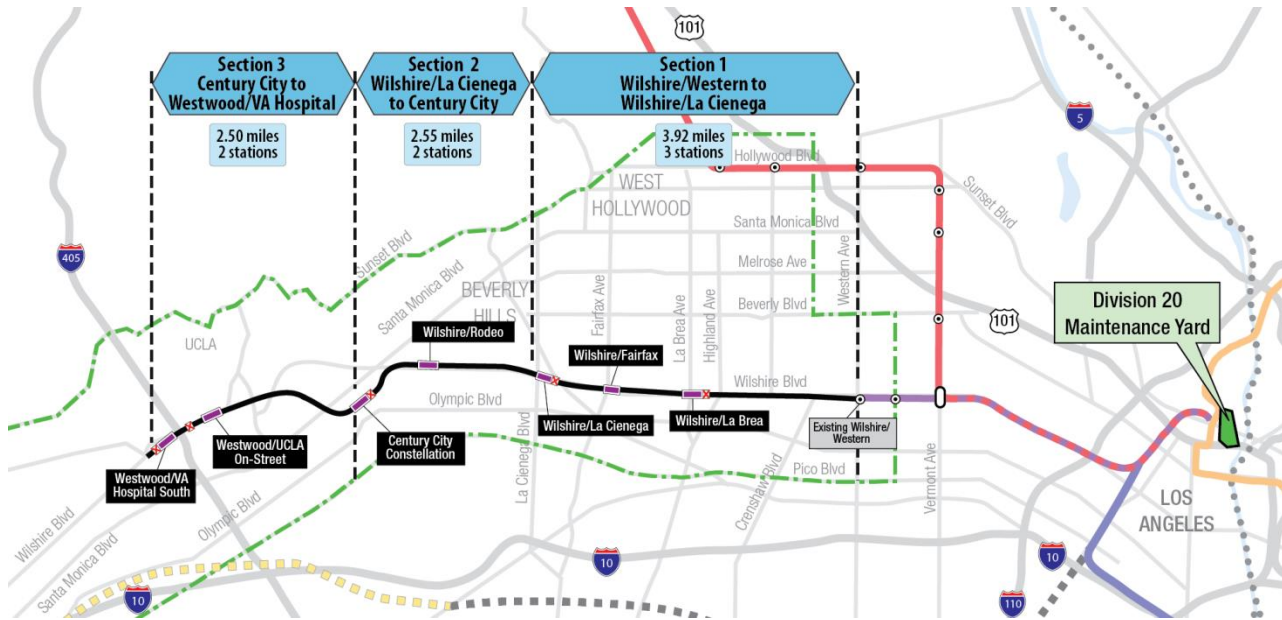 101
Section 3
Century City to
Westwood/VA Hospital
2.50 miles
2 stations
Section 2
Wilshire/La Cienega
to Century City
2.55 miles
2 stations
Section 1
Wilshire/Western to
Wilshire/La Cienega
3.92 miles
3 stations
5
Hollywood Blvd
WEST
HOLLYWOOD
Sunset Blvd
Santa Monica Blvd
405
Sunset Blvd
Santa Monica Blvd
Melrose Ave
Western Ave
BEVERLY
HILLS
Fairfax Ave
La Brea Ave
Highland Ave
Beverly Blvd
101
Division 20
Maintenance Yard
UCLA
Wilshire/Rodeo
Wilshire/Fairfax
Wilshire Blvd
Olympic Blvd
Wilshire/La Cienega
Wilshire/La Brea
Existing Wilshire/
Western
Westwood/UCLA
On-Street
Century City
Constellation
Westwood/VA
Hospital South
La Cienega Blvd
Crenshaw Blvd
Pico Blvd
Vermont Ave
LOS
ANGELES
Wilshire Blvd
Santa Monica Blvd
Olympic Blvd
10
10
10
110